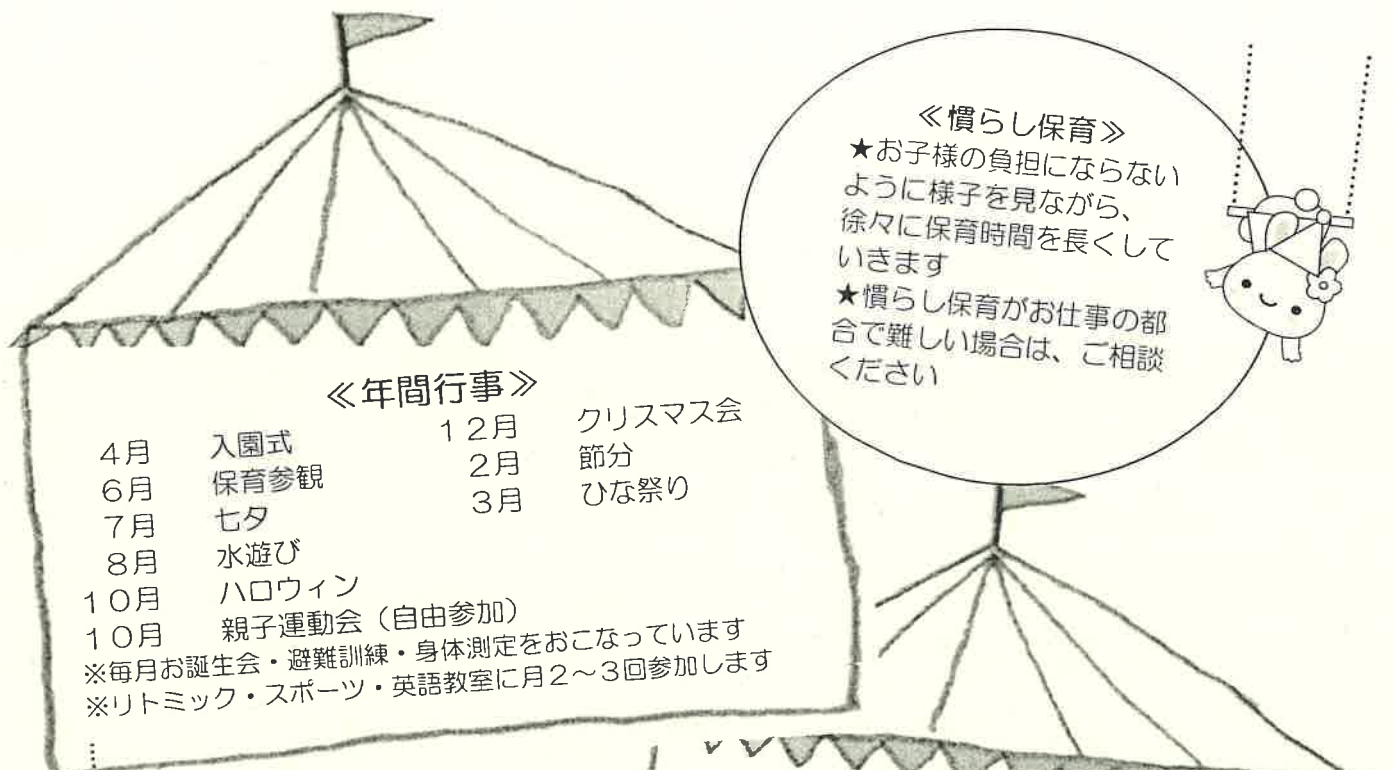 ≪慣らし保育≫
★お子様の負担にならない
ように様子を見ながら、
徐々に保育時間を長くして
いきます
★慣らし保育がお仕事の都
合で難しい場合は、ご相談
ください
≪年間行事≫
4月 入園式
6月 保育参観
7月 七夕
8月 水遊び
10月 ハロウィン
10月 親子運動会（自由参加）
12月 クリスマス会
2月 節分
3月 ひな祭り
※毎月お誕生会・避難訓練・身体測定をおこなっています
※リトミック・スポーツ・英語教室に月2～3回参加します